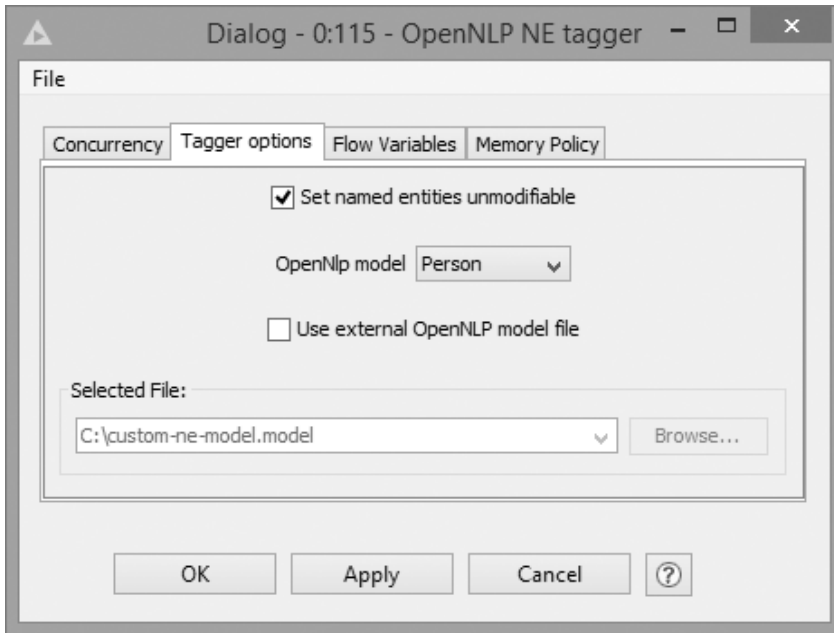 Dialog - 0:115 - OpenNLP NE tagger
File
Concurrency Tagger options Flow Variables Memory Policy
Set named entities unmodifiable
OpenNlp model Person
Use external OpenNLP model file
Selected File:
C:\custom-ne-model.model Browse...
OK Apply Cancel ?